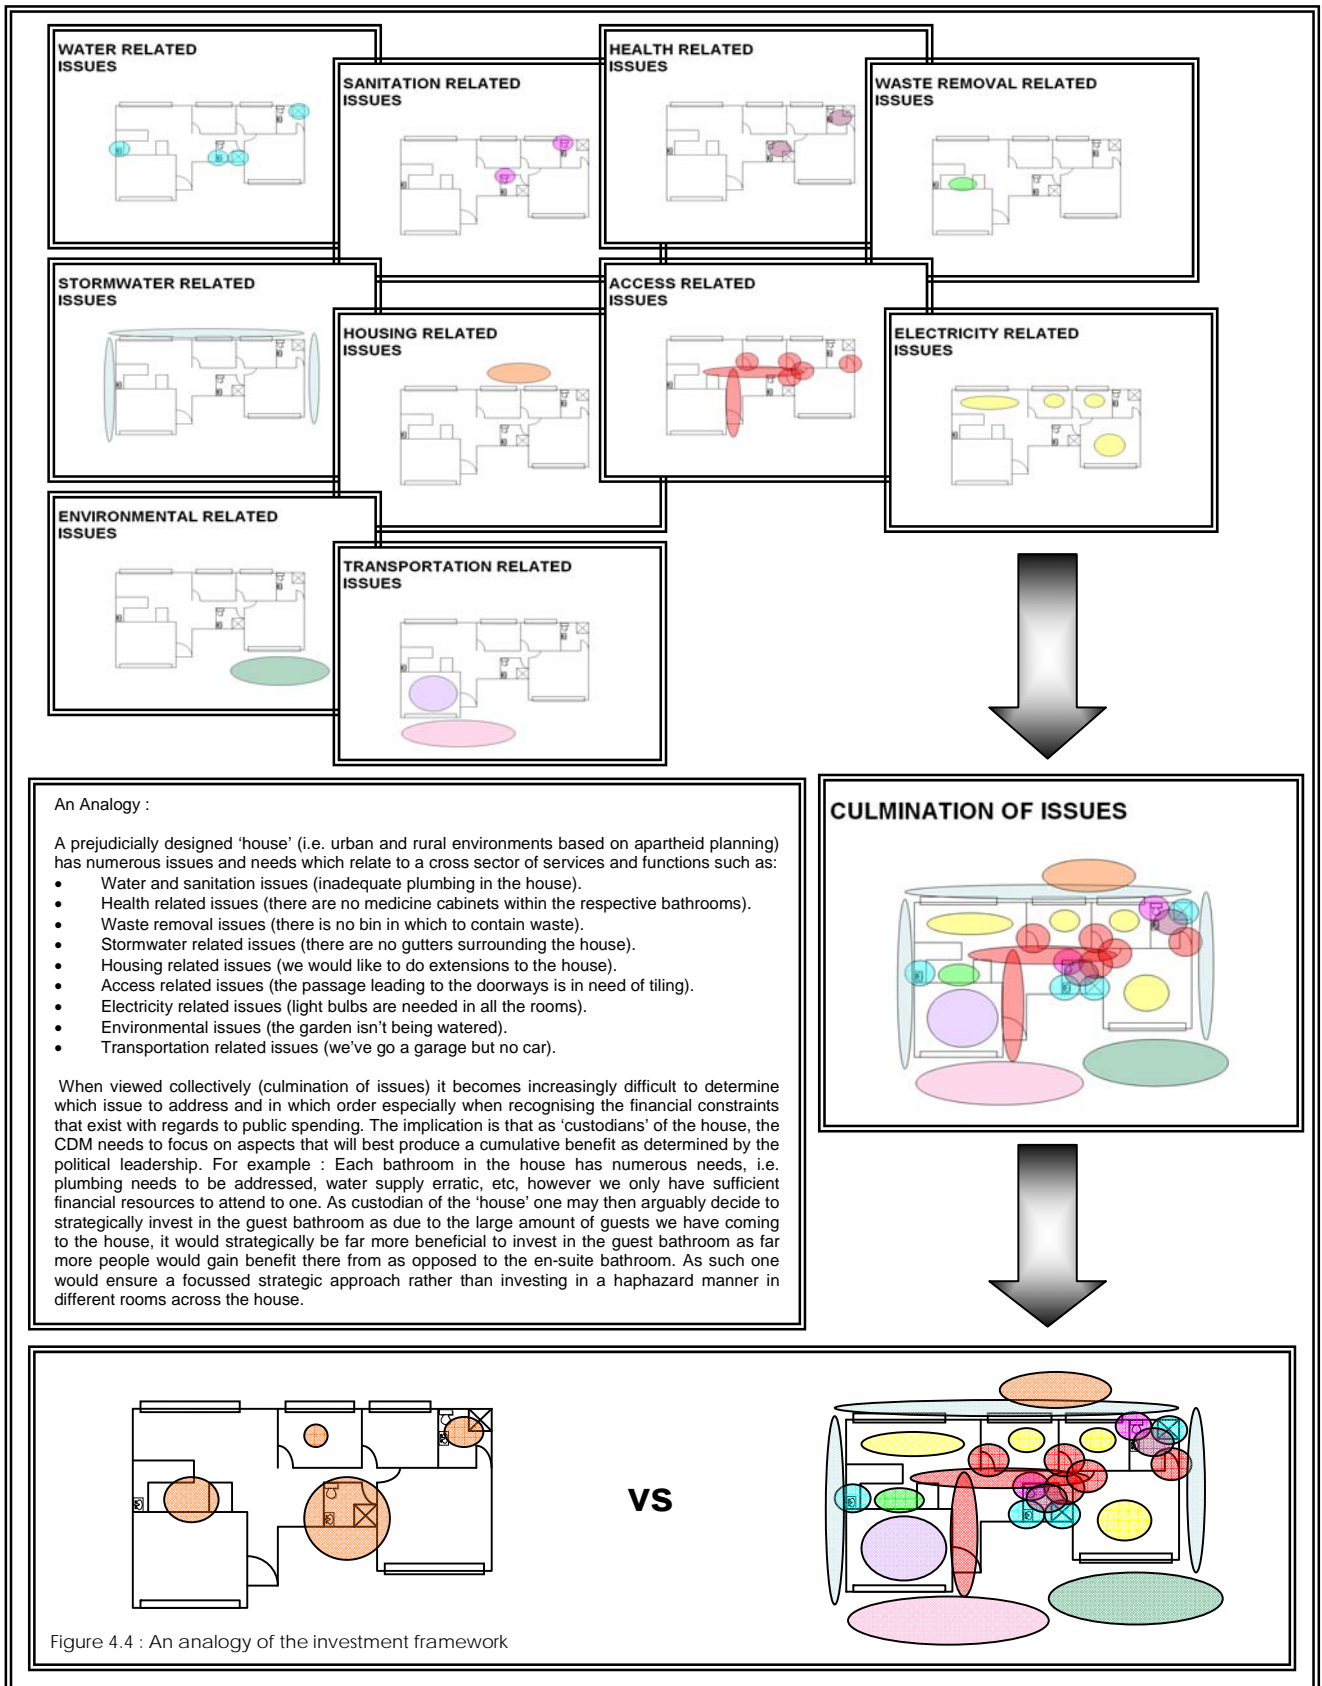 WATER RELATED
ISSUES
SANITATION RELATED
ISSUES
HEALTH RELATED
ISSUES
WASTE REMOVAL RELATED
ISSUES
STORMWATER RELATED
ISSUES
HOUSING RELATED
ISSUES
ACCESS RELATED
ISSUES
ELECTRICITY RELATED
ISSUES
ENVIRONMENTAL RELATED
ISSUES
TRANSPORTATION RELATED
ISSUES
An Analogy :
A prejudicially designed ‘house’ (i.e. urban and rural environments based on apartheid planning)
has numerous issues and needs which relate to a cross sector of services and functions such as:
• Water and sanitation issues (inadequate plumbing in the house).
• Health related issues (there are no medicine cabinets within the respective bathrooms).
• Waste removal issues (there is no bin in which to contain waste).
• Stormwater related issues (there are no gutters surrounding the house).
• Housing related issues (we would like to do extensions to the house).
• Access related issues (the passage leading to the doorways is in need of tiling).
• Electricity related issues (light bulbs are needed in all the rooms).
• Environmental issues (the garden isn’t being watered).
• Transportation related issues (we’ve go a garage but no car).
When viewed collectively (culmination of issues) it becomes increasingly difficult to determine
which issue to address and in which order especially when recognising the financial constraints
that exist with regards to public spending. The implication is that as ‘custodians’ of the house, the
CDM needs to focus on aspects that will best produce a cumulative benefit as determined by the
political leadership. For example : Each bathroom in the house has numerous needs, i.e.
plumbing needs to be addressed, water supply erratic, etc, however we only have sufficient
financial resources to attend to one. As custodian of the ‘house’ one may then arguably decide to
strategically invest in the guest bathroom as due to the large amount of guests we have coming
to the house, it would strategically be far more beneficial to invest in the guest bathroom as far
more people would gain benefit there from as opposed to the en-suite bathroom. As such one
would ensure a focussed strategic approach rather than investing in a haphazard manner in
different rooms across the house.
CULMINATION OF ISSUES
VS
Figure 4.4 : An analogy of the investment framework